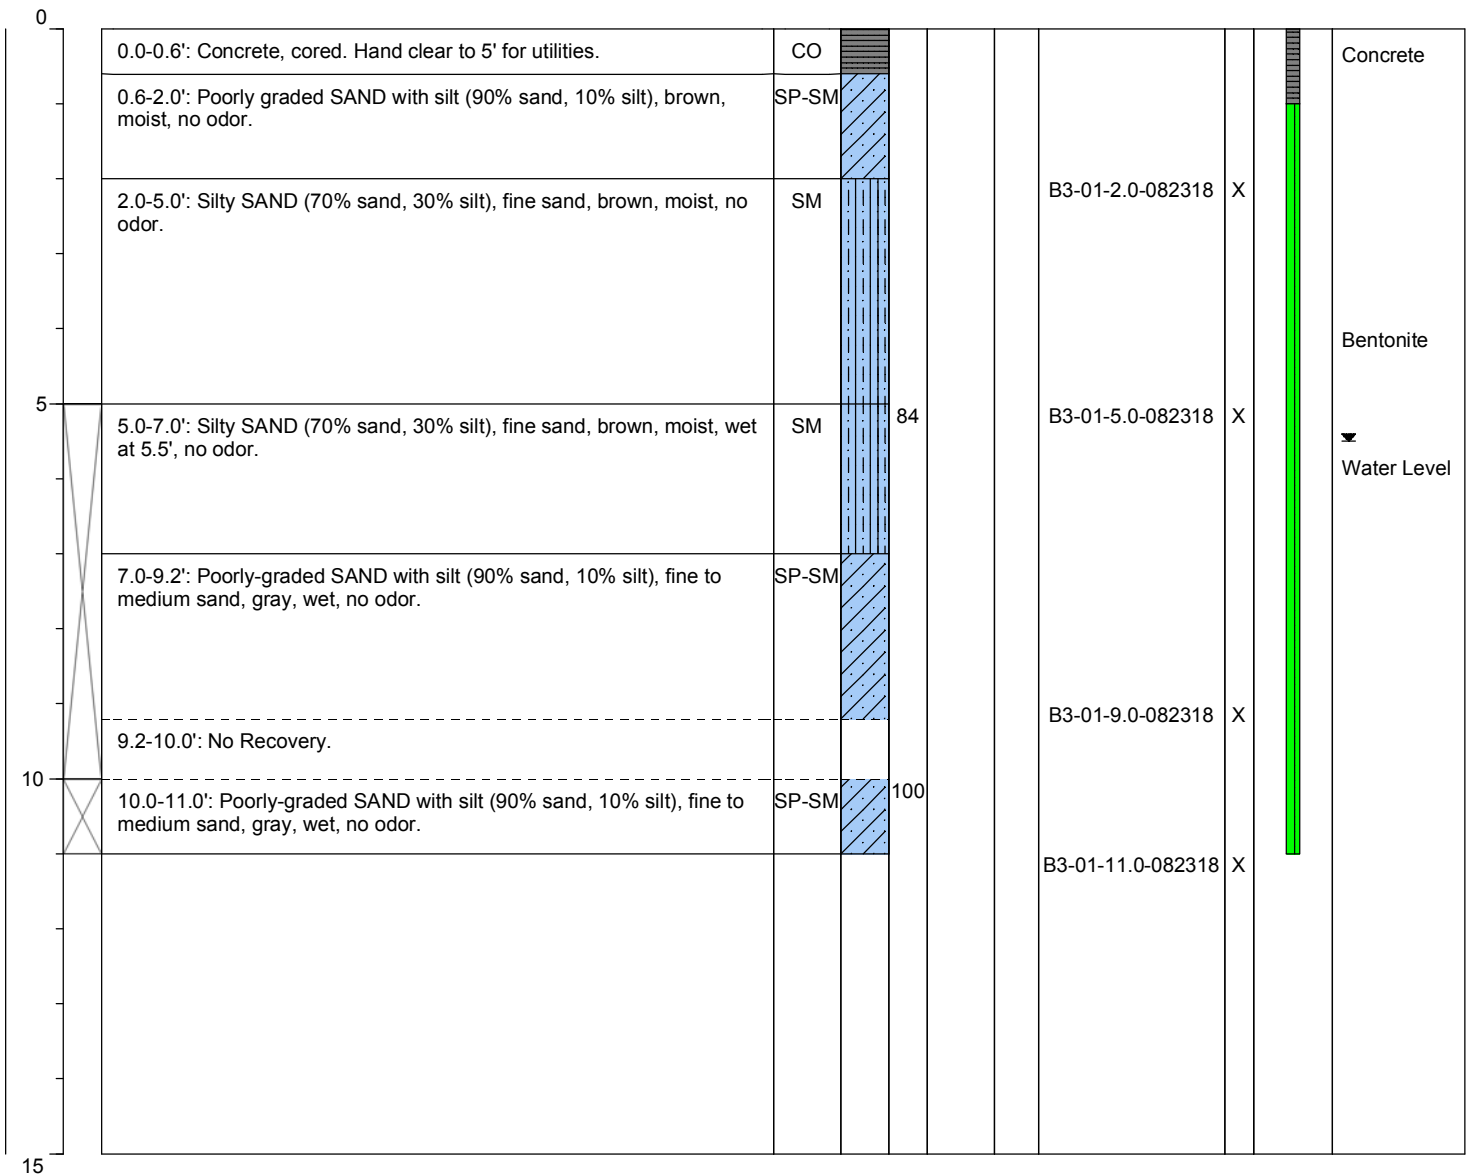 0
0.0-0.6': Concrete, cored. Hand clear to 5' for utilities.
CO
Concrete
0.6-2.0': Poorly graded SAND with silt (90% sand, 10% silt), brown,
moist, no odor.
SP-SM
2.0-5.0': Silty SAND (70% sand, 30% silt), fine sand, brown, moist, no
odor.
SM
B3-01-2.0-082318
X
Bentonite
5
5.0-7.0': Silty SAND (70% sand, 30% silt), fine sand, brown, moist, wet
at 5.5', no odor.
SM
84
B3-01-5.0-082318
X
Water Level
7.0-9.2': Poorly-graded SAND with silt (90% sand, 10% silt), fine to
medium sand, gray, wet, no odor.
SP-SM
B3-01-9.0-082318
X
9.2-10.0': No Recovery.
10
10.0-11.0': Poorly-graded SAND with silt (90% sand, 10% silt), fine to
medium sand, gray, wet, no odor.
SP-SM
100
B3-01-11.0-082318
X
15